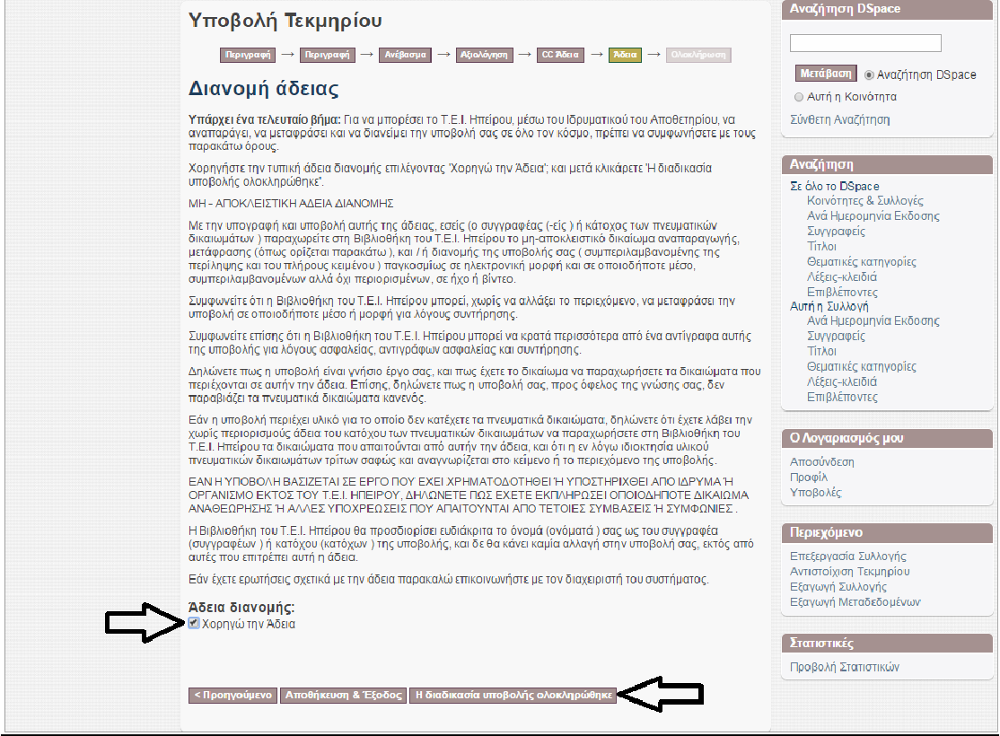 Υποβολή Τεκμηρίου
Περιγραφή → Περιγραφή → Ανέβασμα → Αξιολόγηση → CC Άδεια → Άδεια → Ολοκλήρωση
Διανομή άδειας
Υπάρχει ένα τελευταίο βήμα: Για να μπορέσει το Τ.Ε.Ι. Ηπείρου, μέσω του Ιδρυματικού του Αποθετηρίου, να
αναπαράγει, να μεταφράσει και να διανείμει την υποβολή σας σε όλο τον κόσμο, πρέπει να συμφωνήσετε με τους
παρακάτω όρους.
Χορηγήστε την τυπική άδεια διανομής επιλέγοντας 'Χορηγώ την Άδεια'; και μετά κλικάρετε 'Η διαδικασία
υποβολής ολοκληρώθηκε'.
ΜΗ - ΑΠΟΚΛΕΙΣΤΙΚΗ ΑΔΕΙΑ ΔΙΑΝΟΜΗΣ
Με την υπογραφή και υποβολή αυτής της άδειας, εσείς (ο συγγραφέας (-είς ) ή κάτοχος των πνευματικών
δικαιωμάτων ) παραχωρείτε στη Βιβλιοθήκη του Τ.Ε.Ι. Ηπείρου το μη-αποκλειστικό δικαίωμα αναπαραγωγής,
μετάφρασης (όπως ορίζεται παρακάτω ), και / ή διανομής της υποβολής σας ( συμπεριλαμβανομένης της
περίληψης και του πλήρους κειμένου ) παγκοσμίως σε ηλεκτρονική μορφή και σε οποιοδήποτε μέσο,
συμπεριλαμβανομένων αλλά όχι περιορισμένων, σε ήχο ή βίντεο.
Συμφωνείτε ότι η Βιβλιοθήκη του Τ.Ε.Ι. Ηπείρου μπορεί, χωρίς να αλλάξει το περιεχόμενο, να μεταφράσει την
υποβολή σε οποιοδήποτε μέσο ή μορφή για λόγους συντήρησης.
Συμφωνείτε επίσης ότι η Βιβλιοθήκη του Τ.Ε.Ι. Ηπείρου μπορεί να κρατά περισσότερα από ένα αντίγραφα αυτής
της υποβολής για λόγους ασφαλείας, αντιγράφων ασφαλείας και συντήρησης.
Δηλώνετε πως η υποβολή είναι γνήσιο έργο σας, και πως έχετε το δικαίωμα να παραχωρήσετε τα δικαιώματα που
περιέχονται σε αυτήν την άδεια. Επίσης, δηλώνετε πως η υποβολή σας, προς όφελος της γνώσης σας, δεν
παραβιάζει τα πνευματικά δικαιώματα κανενός.
Εάν η υποβολή περιέχει υλικό για το οποίο δεν κατέχετε τα πνευματικά δικαιώματα, δηλώνετε ότι έχετε λάβει την
χωρίς περιορισμούς άδεια του κατόχου των πνευματικών δικαιωμάτων να παραχωρήσετε στη Βιβλιοθήκη του
Τ.Ε.Ι. Ηπείρου τα δικαιώματα που απαιτούνται από αυτήν την άδεια, και ότι η εν λόγω ιδιοκτησία υλικού
πνευματικών δικαιωμάτων τρίτων σαφώς και αναγνωρίζεται στο κείμενο ή το περιεχόμενο της υποβολής.
ΕΑΝ Η ΥΠΟΒΟΛΗ ΒΑΣΙΖΕΤΑΙ ΣΕ ΕΡΓΟ ΠΟΥ ΕΧΕΙ ΧΡΗΜΑΤΟΔΟΤΗΘΕΙ Ή ΥΠΟΣΤΗΡΙΧΘΕΙ ΑΠΟ ΙΔΡΥΜΑ Ή
ΟΡΓΑΝΙΣΜΟ ΕΚΤΟΣ ΤΟΥ Τ.Ε.Ι. ΗΠΕΙΡΟΥ, ΔΗΛΩΝΕΤΕ ΠΩΣ ΕΧΕΤΕ ΕΚΠΛΗΡΩΣΕΙ ΟΠΟΙΟΔΗΠΟΤΕ ΔΙΚΑΙΩΜΑ
ΑΝΑΘΕΩΡΗΣΗΣ Ή ΑΛΛΕΣ ΥΠΟΧΡΕΩΣΕΙΣ ΠΟΥ ΑΠΑΙΤΟΥΝΤΑΙ ΑΠΟ ΤΕΤΟΙΕΣ ΣΥΜΒΑΣΕΙΣ Ή ΣΥΜΦΩΝΙΕΣ .
Η Βιβλιοθήκη του Τ.Ε.Ι. Ηπείρου θα προσδιορίσει ευδιάκριτα το όνομά (ονόματά ) σας ως του συγγραφέα
(συγγραφέων ) ή κατόχου (κατόχων ) της υποβολής, και δε θα κάνει καμία αλλαγή στην υποβολή σας, εκτός από
αυτές που επιτρέπει αυτή η άδεια.
Εάν έχετε ερωτήσεις σχετικά με την άδεια παρακαλώ επικοινωνήστε με τον διαχειριστή του συστήματος.
Άδεια διανομής:
Χορηγώ την Άδεια
< Προηγούμενο Αποθήκευση & Έξοδος Η διαδικασία υποβολής ολοκληρώθηκε
Αναζήτηση DSpace
Μετάβαση Αναζήτηση DSpace
Αυτή η Κοινότητα
Σύνθετη Αναζήτηση
Αναζήτηση
Σε όλο το DSpace
Κοινότητες & Συλλογές
Ανά Ημερομηνία Εκδοσης
Συγγραφείς
Τίτλοι
Θεματικές κατηγορίες
Λέξεις-κλειδιά
Επιβλέποντες
Αυτή η Συλλογή
Ανά Ημερομηνία Εκδοσης
Συγγραφείς
Τίτλοι
Θεματικές κατηγορίες
Λέξεις-κλειδιά
Επιβλέποντες
Ο Λογαριασμός μου
Αποσύνδεση
Προφίλ
Υποβολές
Περιεχόμενο
Επεξεργασία Συλλογής
Αντιστοίχιση Τεκμηρίου
Εξαγωγή Συλλογής
Εξαγωγή Μεταδεδομένων
Στατιστικές
Προβολή Στατιστικών